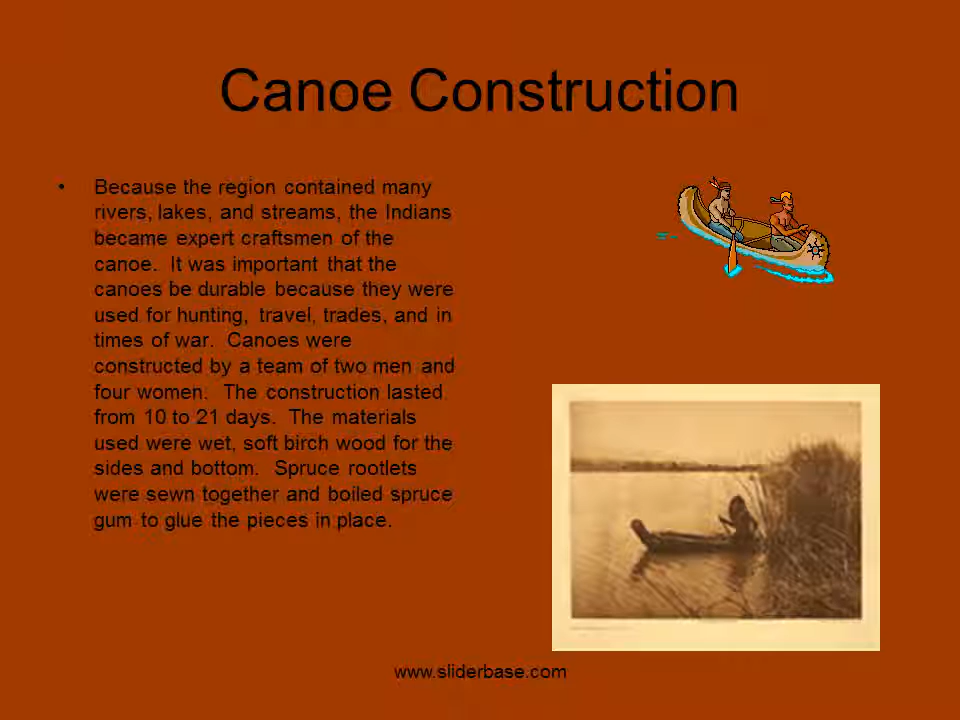 Canoe Construction
• Because the region contained many
rivers, lakes, and streams, the Indians
became expert craftsmen of the
canoe.  It was important that the
canoes be durable because they were
used for hunting, travel, trades, and in
times of war.  Canoes were
constructed by a team of two men and
four women.  The construction lasted
from 10 to 21 days.  The materials
used were wet, soft birch wood for the
sides and bottom.  Spruce rootlets
were sewn together and boiled spruce
gum to glue the pieces in place.
www.sliderbase.com